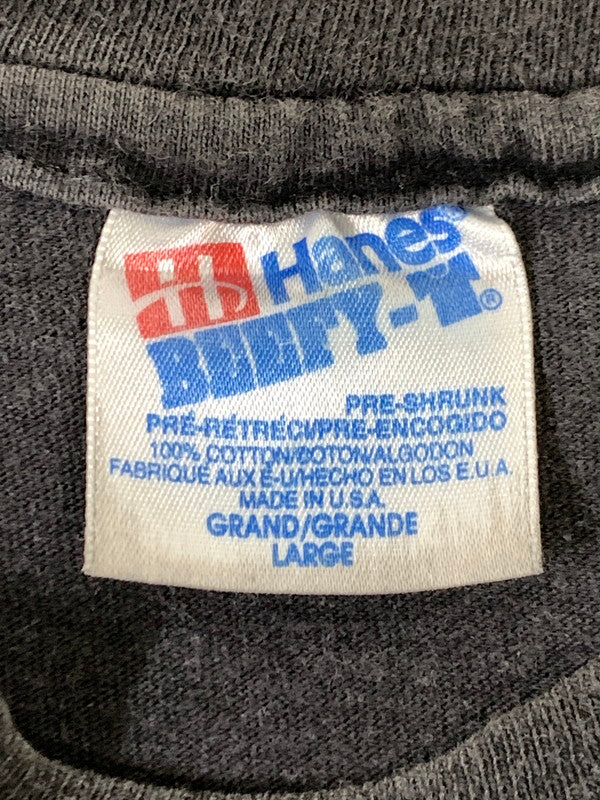 Hanes®
BEEFY-T®
PRE-SHRUNK
PRÉ-RÉTRÉCI/PRE-ENCOGIDO
100% COTTON/COTON/ALGODON
FABRIQUÉ AUX É-U/HECHO EN LOS E.U.A.
MADE IN U.S.A.
GRAND/GRANDE
LARGE